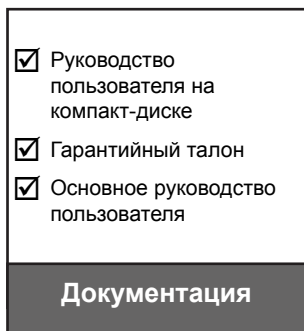 Руководство
пользователя на
компакт-диске
Гарантийный талон
Основное руководство
пользователя
Документация